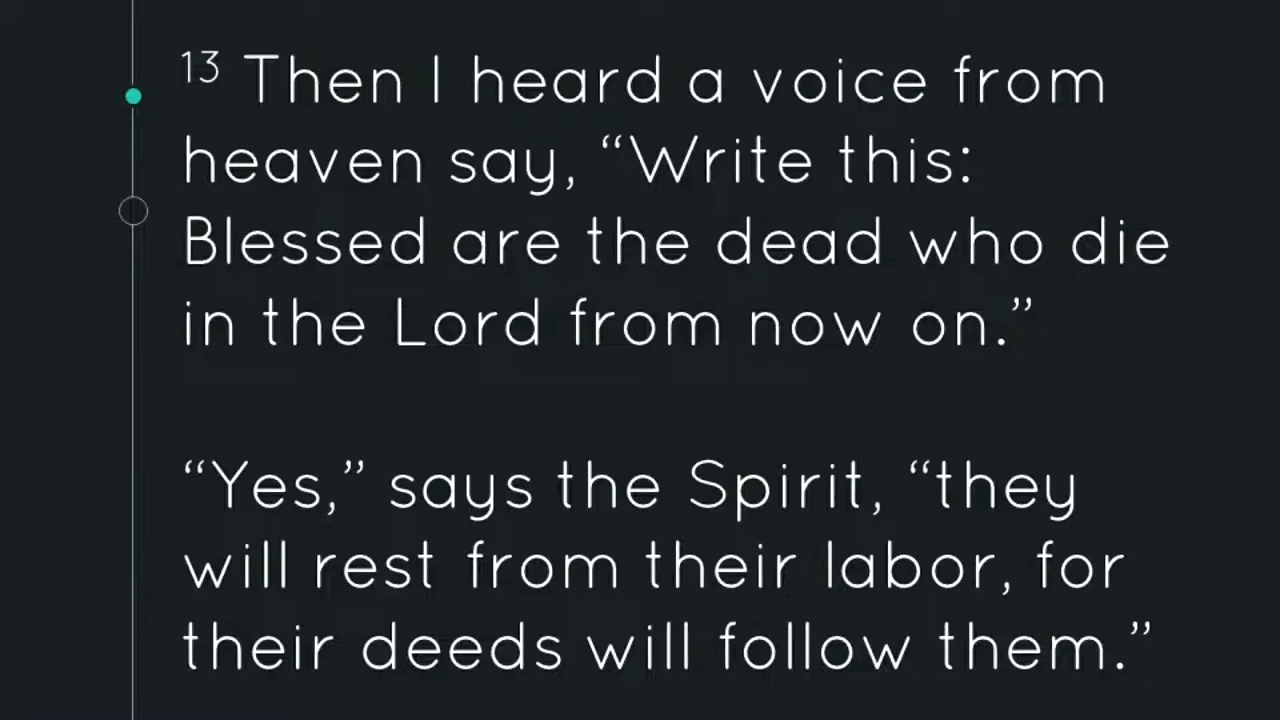 13 Then I heard a voice from
heaven say, “Write this:
Blessed are the dead who die
in the Lord from now on.”
“Yes,” says the Spirit, “they
will rest from their labor, for
their deeds will follow them.”